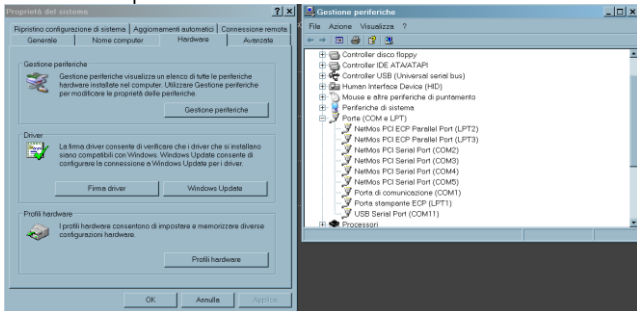 Proprietà del sistema
Ripristino configurazione di sistema
Aggiornamenti automatici
Connessione remota
Generale
Nome computer
Hardware
Avanzate
Gestione periferiche
Gestione periferiche visualizza un elenco di tutte le periferiche
hardware installate nel computer. Utilizzare Gestione periferiche
per modificare le proprietà delle periferiche.
Gestione periferiche
Driver
La firma driver consente di verificare che i driver che si installano
siano compatibili con Windows. Windows Update consente di
configurare la connessione a Windows Update per i driver.
Firma driver
Windows Update
Profili hardware
I profili hardware consentono di impostare e memorizzare diverse
configurazioni hardware.
Profili hardware
OK
Annulla
Applica
Gestione periferiche
File Azione Visualizza ?
Controller disco floppy
Controller IDE ATA/ATAPI
Controller USB (Universal serial bus)
Human Interface Device (HID)
Mouse e altre periferiche di puntamento
Periferiche di sistema
Porte (COM e LPT)
NetMos PCI ECP Parallel Port (LPT2)
NetMos PCI ECP Parallel Port (LPT3)
NetMos PCI Serial Port (COM2)
NetMos PCI Serial Port (COM3)
NetMos PCI Serial Port (COM4)
NetMos PCI Serial Port (COM5)
Porta di comunicazione (COM1)
Porta stampante ECP (LPT1)
USB Serial Port (COM11)
Processori